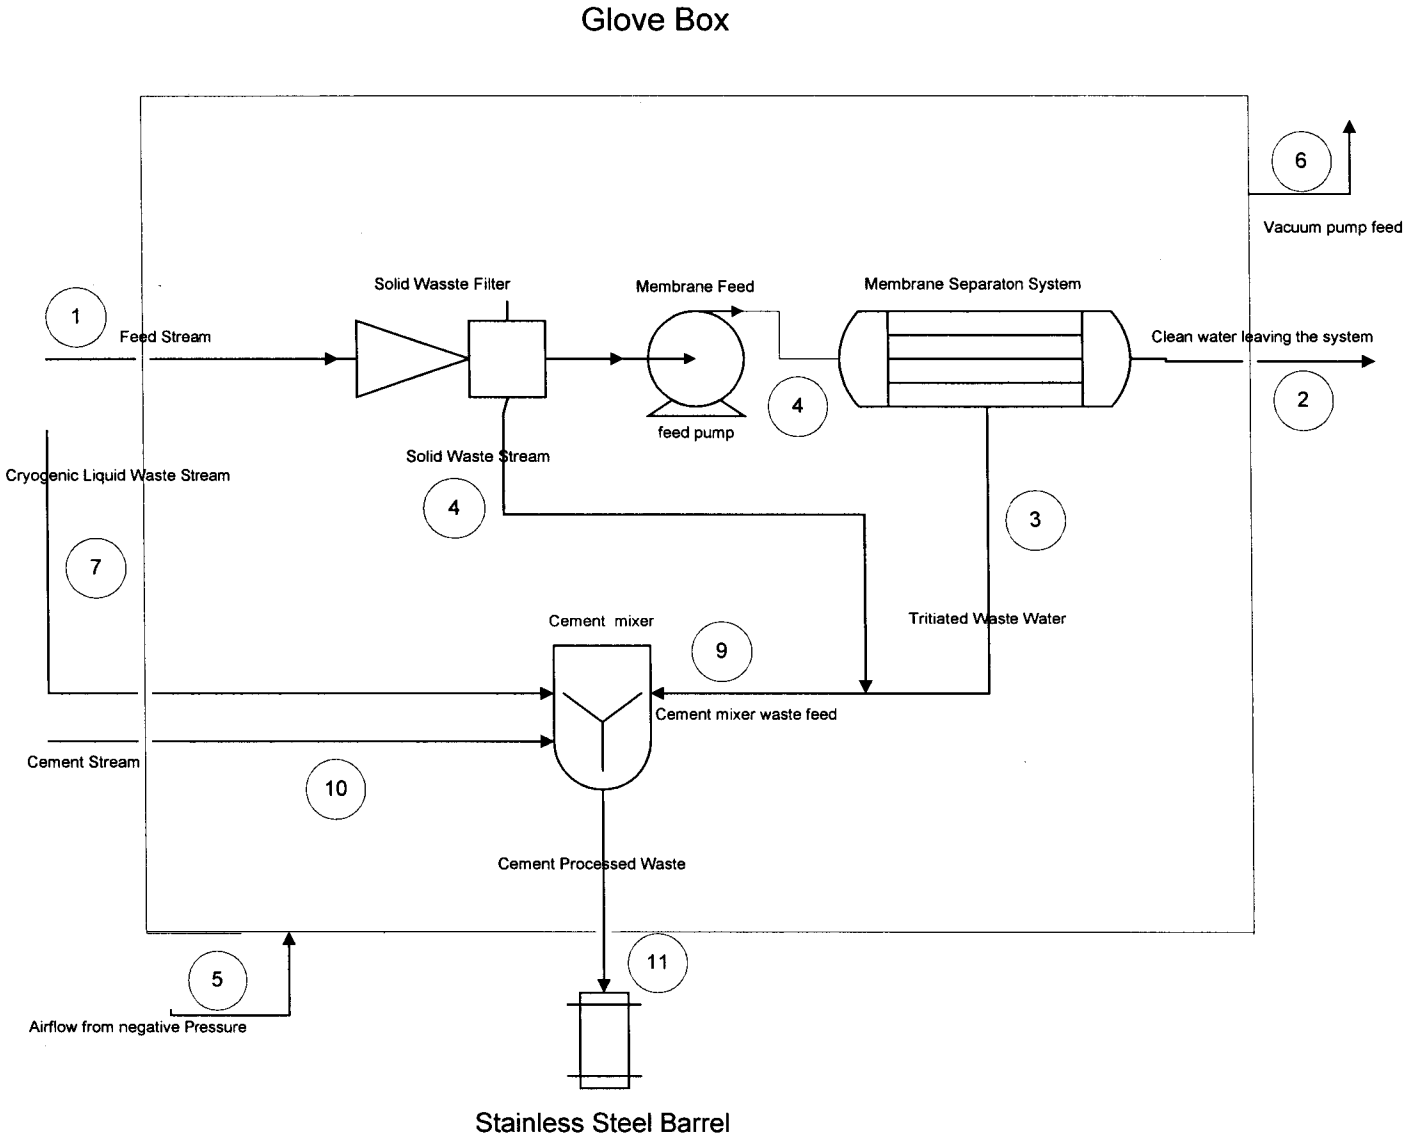 Glove Box
6
Vacuum pump feed
Solid Wasste Filter
Membrane Feed
Membrane Separaton System
1
Feed Stream
Clean water leaving the system
4
2
feed pump
Solid Waste Stream
Cryogenic Liquid Waste Stream
4
3
7
Cement mixer
Tritiated Waste Water
9
Cement mixer waste feed
Cement Stream
10
Cement Processed Waste
11
5
Airflow from negative Pressure
Stainless Steel Barrel